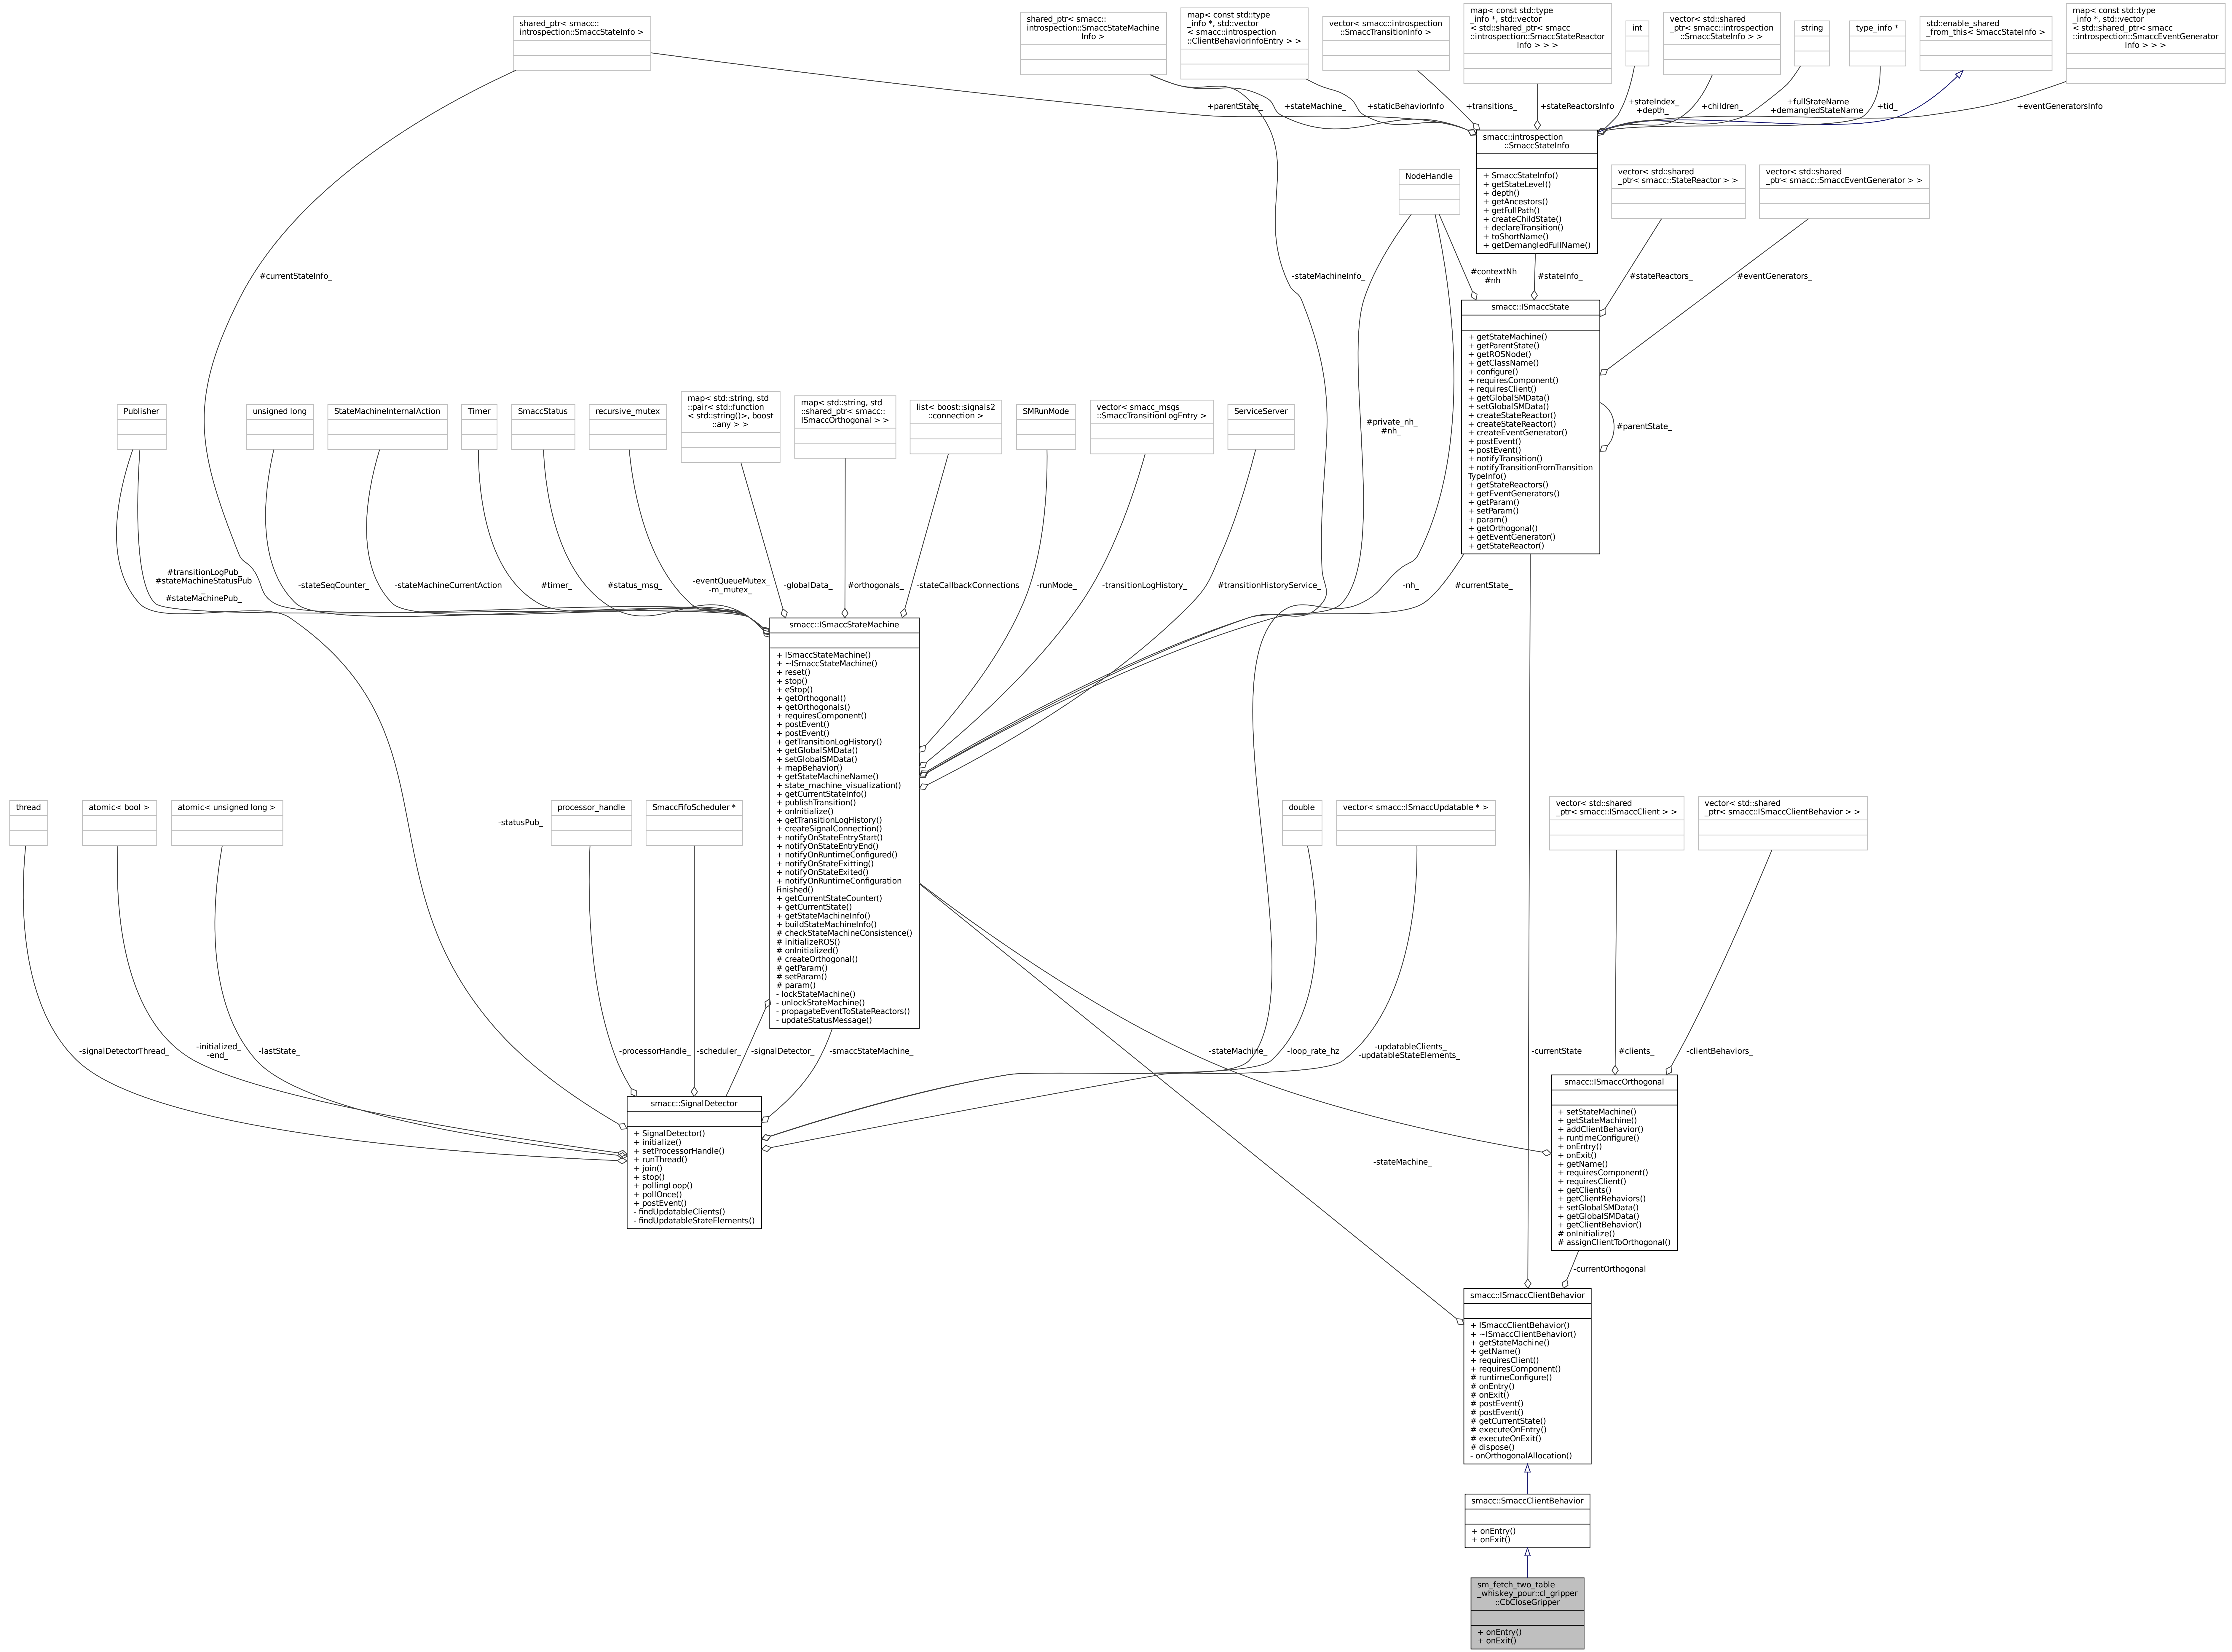 shared_ptr< smacc::
introspection::SmaccStateInfo >
shared_ptr< smacc::
introspection::SmaccStateMachine
Info >
map< const std::type
_info *, std::vector
< smacc::introspection
::ClientBehaviorInfoEntry > >
vector< smacc::introspection
::SmaccTransitionInfo >
map< const std::type
_info *, std::vector
< std::shared_ptr< smacc
::introspection::SmaccStateReactor
Info > > >
int
vector< std::shared
_ptr< smacc::introspection
::SmaccStateInfo > >
string
type_info *
std::enable_shared
_from_this< SmaccStateInfo >
map< const std::type
_info *, std::vector
< std::shared_ptr< smacc
::introspection::SmaccEventGenerator
Info > > >
+parentState_
+stateMachine_
+staticBehaviorInfo
+transitions_
+stateReactorsInfo
+stateIndex_
+depth_
+children_
+fullStateName
+demangledStateName
+tid_
+eventGeneratorsInfo
smacc::introspection
::SmaccStateInfo
+ SmaccStateInfo()
+ getStateLevel()
+ depth()
+ getAncestors()
+ getFullPath()
+ createChildState()
+ declareTransition()
+ toShortName()
+ getDemangledFullName()
NodeHandle
vector< std::shared
_ptr< smacc::StateReactor > >
vector< std::shared
_ptr< smacc::SmaccEventGenerator > >
#currentStateInfo_
-stateMachineInfo_
#contextNh
#nh
#stateInfo_
#stateReactors_
#eventGenerators_
smacc::ISmaccState
+ getStateMachine()
+ getParentState()
+ getROSNode()
+ getClassName()
+ configure()
+ requiresComponent()
+ requiresClient()
+ getGlobalSMData()
+ setGlobalSMData()
+ createStateReactor()
+ createStateReactor()
+ createEventGenerator()
+ postEvent()
+ postEvent()
+ notifyTransition()
+ notifyTransitionFromTransition
TypeInfo()
+ getStateReactors()
+ getEventGenerators()
+ getParam()
+ setParam()
+ param()
+ getOrthogonal()
+ getEventGenerator()
+ getStateReactor()
#parentState_
Publisher
unsigned long
StateMachineInternalAction
Timer
SmaccStatus
recursive_mutex
map< std::string, std
::pair< std::function
< std::string()>, boost
::any > >
map< std::string, std
::shared_ptr< smacc::
ISmaccOrthogonal > >
list< boost::signals2
::connection >
SMRunMode
vector< smacc_msgs
::SmaccTransitionLogEntry >
ServiceServer
#private_nh_
#nh_
#transitionLogPub_
#stateMachineStatusPub
_
#stateMachinePub_
-stateSeqCounter_
-stateMachineCurrentAction
#timer_
#status_msg_
-eventQueueMutex_
-m_mutex_
-globalData_
#orthogonals_
-stateCallbackConnections
-runMode_
-transitionLogHistory_
#transitionHistoryService_
-nh_
#currentState_
smacc::ISmaccStateMachine
+ ISmaccStateMachine()
+ ~ISmaccStateMachine()
+ reset()
+ stop()
+ eStop()
+ getOrthogonal()
+ getOrthogonals()
+ requiresComponent()
+ postEvent()
+ postEvent()
+ getTransitionLogHistory()
+ getGlobalSMData()
+ setGlobalSMData()
+ mapBehavior()
+ getStateMachineName()
+ state_machine_visualization()
+ getCurrentStateInfo()
+ publishTransition()
+ onInitialize()
+ getTransitionLogHistory()
+ createSignalConnection()
+ notifyOnStateEntryStart()
+ notifyOnStateEntryEnd()
+ notifyOnRuntimeConfigured()
+ notifyOnStateExitting()
+ notifyOnStateExited()
+ notifyOnRuntimeConfiguration
Finished()
+ getCurrentStateCounter()
+ getCurrentState()
+ getStateMachineInfo()
+ buildStateMachineInfo()
# checkStateMachineConsistence()
# initializeROS()
# onInitialized()
# createOrthogonal()
# getParam()
# setParam()
# param()
- lockStateMachine()
- unlockStateMachine()
- propagateEventToStateReactors()
- updateStatusMessage()
thread
atomic< bool >
atomic< unsigned long >
-statusPub_
processor_handle
SmaccFifoScheduler *
double
vector< smacc::ISmaccUpdatable * >
vector< std::shared
_ptr< smacc::ISmaccClient > >
vector< std::shared
_ptr< smacc::ISmaccClientBehavior > >
-signalDetectorThread_
-initialized_
-end_
-lastState_
-processorHandle_
-scheduler_
-signalDetector_
-smaccStateMachine_
-stateMachine_
-loop_rate_hz
-updatableClients_
-updatableStateElements_
-currentState
#clients_
-clientBehaviors_
smacc::SignalDetector
+ SignalDetector()
+ initialize()
+ setProcessorHandle()
+ runThread()
+ join()
+ stop()
+ pollingLoop()
+ pollOnce()
+ postEvent()
- findUpdatableClients()
- findUpdatableStateElements()
-stateMachine_
smacc::ISmaccOrthogonal
+ setStateMachine()
+ getStateMachine()
+ addClientBehavior()
+ runtimeConfigure()
+ onEntry()
+ onExit()
+ getName()
+ requiresComponent()
+ requiresClient()
+ getClients()
+ getClientBehaviors()
+ setGlobalSMData()
+ getGlobalSMData()
+ getClientBehavior()
# onInitialize()
# assignClientToOrthogonal()
-currentOrthogonal
smacc::ISmaccClientBehavior
+ ISmaccClientBehavior()
+ ~ISmaccClientBehavior()
+ getStateMachine()
+ getName()
+ requiresClient()
+ requiresComponent()
# runtimeConfigure()
# onEntry()
# onExit()
# postEvent()
# postEvent()
# getCurrentState()
# executeOnEntry()
# executeOnExit()
# dispose()
- onOrthogonalAllocation()
smacc::SmaccClientBehavior
+ onEntry()
+ onExit()
sm_fetch_two_table
_whiskey_pour::cl_gripper
::CbCloseGripper
+ onEntry()
+ onExit()